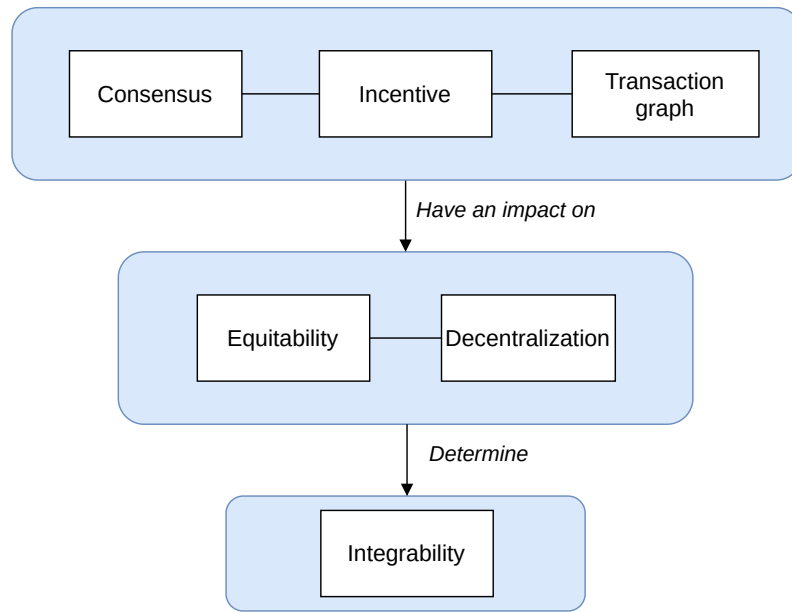 Consensus
Incentive
Transaction
graph
Have an impact on
Equitability
Decentralization
Determine
Integrability